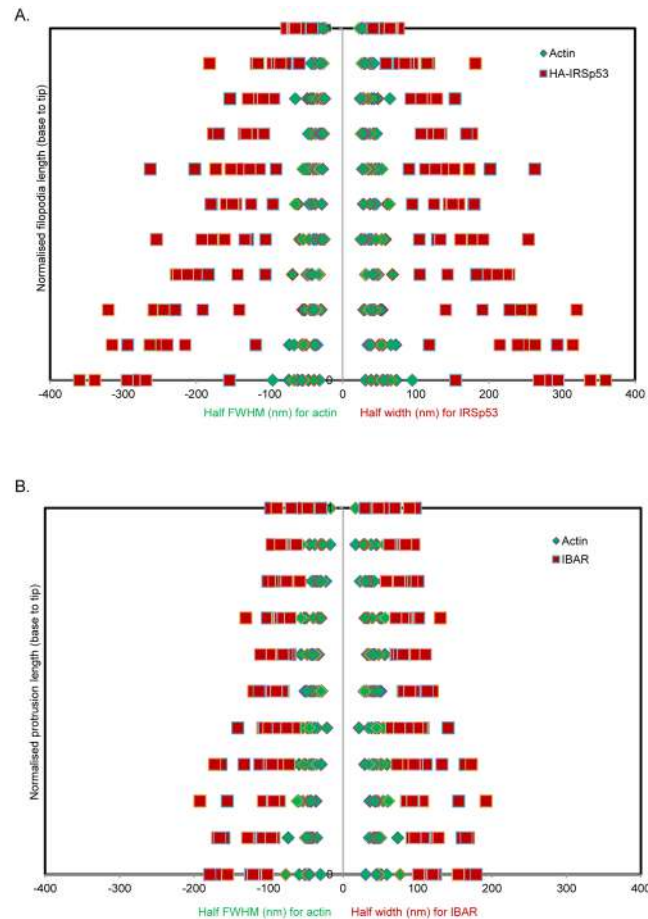 A.
Actin
HA-IRSp53
Normalised filopodia length (base to tip)
0
-400 -300 -200 -100 0 100 200 300 400
Half FWHM (nm) for actin Half width (nm) for IRSp53
B.
Actin
IBAR
Normalised protrusion length (base to tip)
0
-400 -300 -200 -100 0 100 200 300 400
Half FWHM (nm) for actin Half width (nm) for IBAR